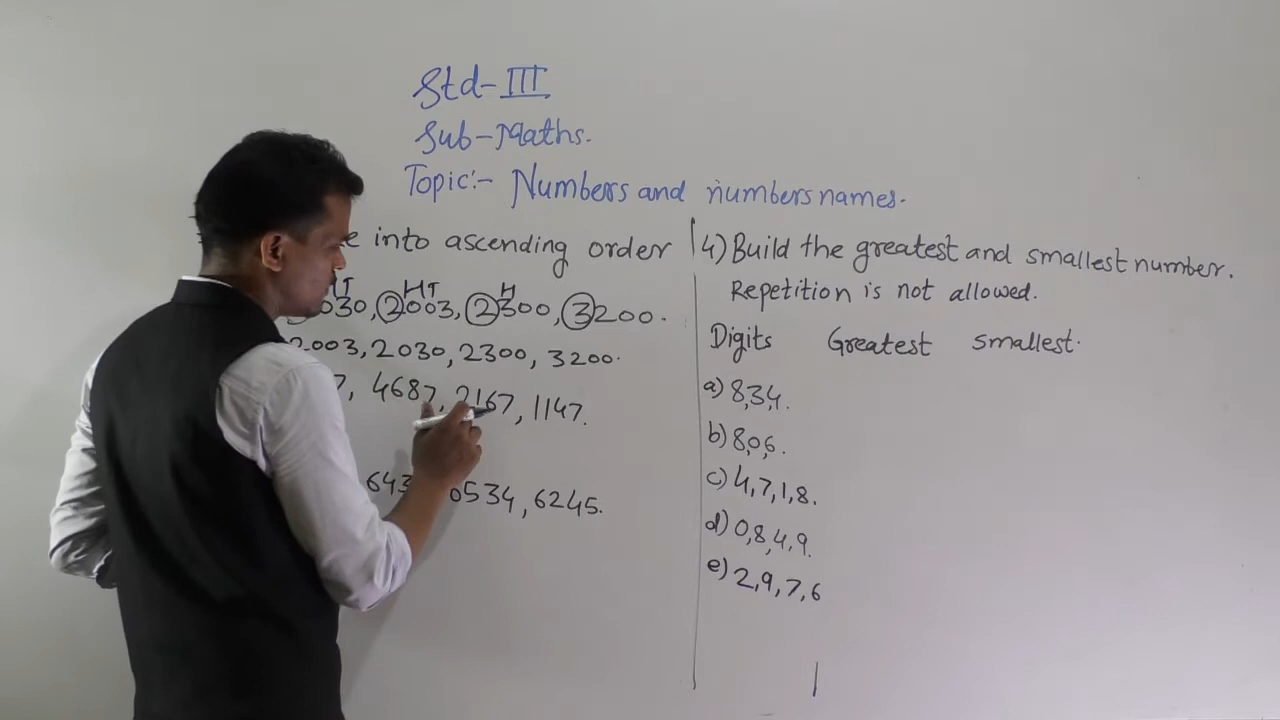 Std-III
Sub-Maths.
Topic:- Numbers and numbers names.
into ascending order
HT HT H
030, 2003, 2300, 3200.
2003, 2030, 2300, 3200.
7, 4687, 2167, 1147.
643 0534, 6245.
4) Build the greatest and smallest number.
Repetition is not allowed.
Digits Greatest smallest.
a) 8,3,4.
b) 8,0,6.
c) 4,7,1,8.
d) 0,8,4,9.
e) 2,9,7,6